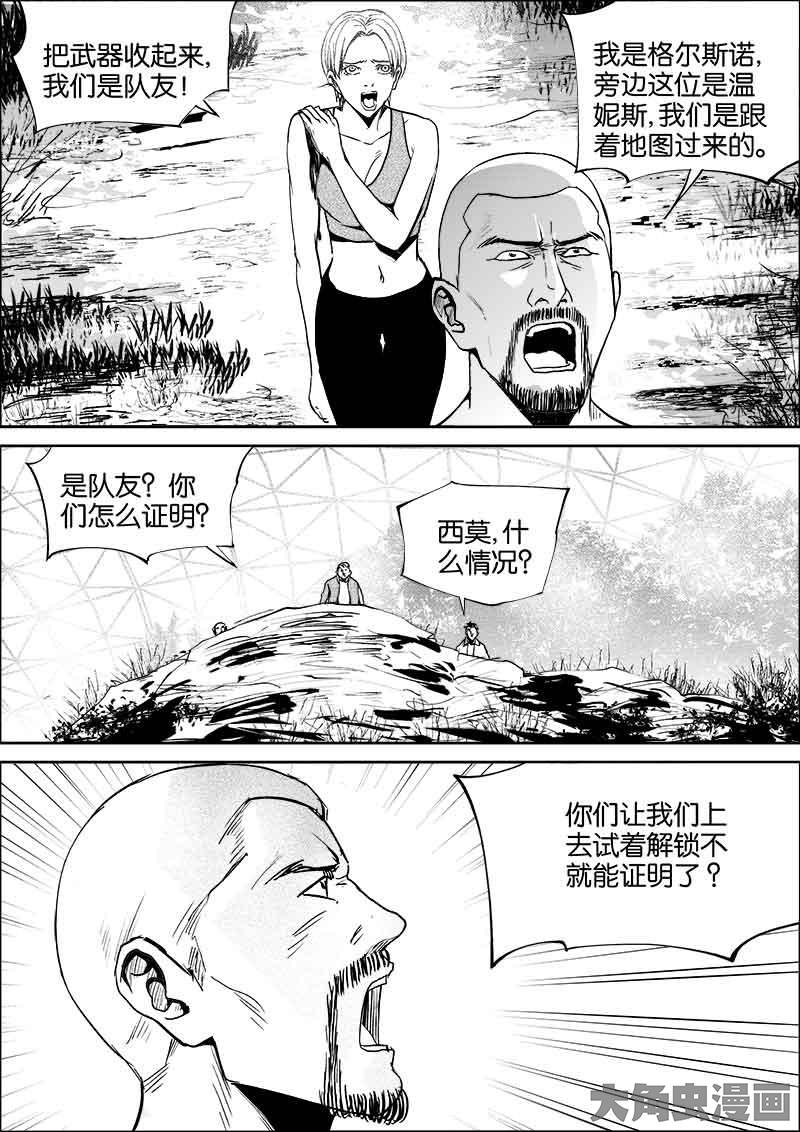 把武器收起来,
我们是队友!
我是格尔斯诺,
旁边这位是温
妮斯,我们是跟
着地图过来的。
是队友？你
们怎么证明？
西莫,什
么情况？
你们让我们上
去试着解锁不
就能证明了？
大角虫漫画